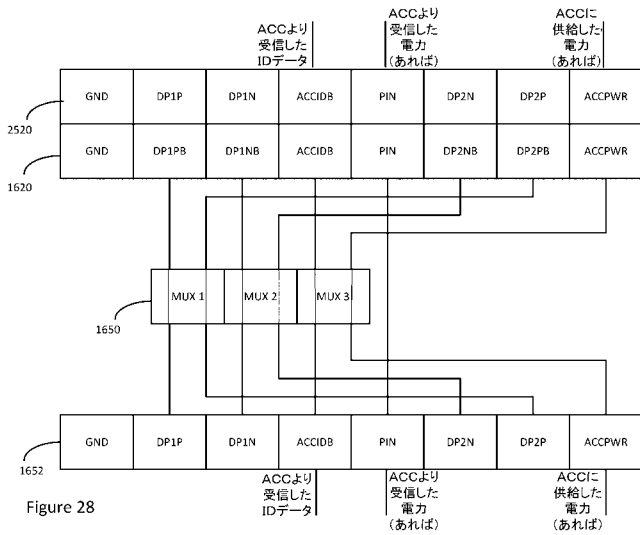 ACCより
受信した
IDデータ
ACCより
受信した
電力
(あれば)
ACCに
供給した
電力
(あれば)
GND DP1P DP1N ACCIDB PIN DN2N DP2P ACCPWR
2520
GND DP1PB DP1NB ACCIDB PIN DP2NB DP2PB ACCPWR
1620
MUX 1 MUX 2 MUX 3
1650
GND DP1P DP1N ACCIDB PIN DP2N DP2P ACCPWR
1652
ACCより
受信した
IDデータ
ACCより
受信した
電力
(あれば)
ACCに
供給した
電力
(あれば)
Figure 28